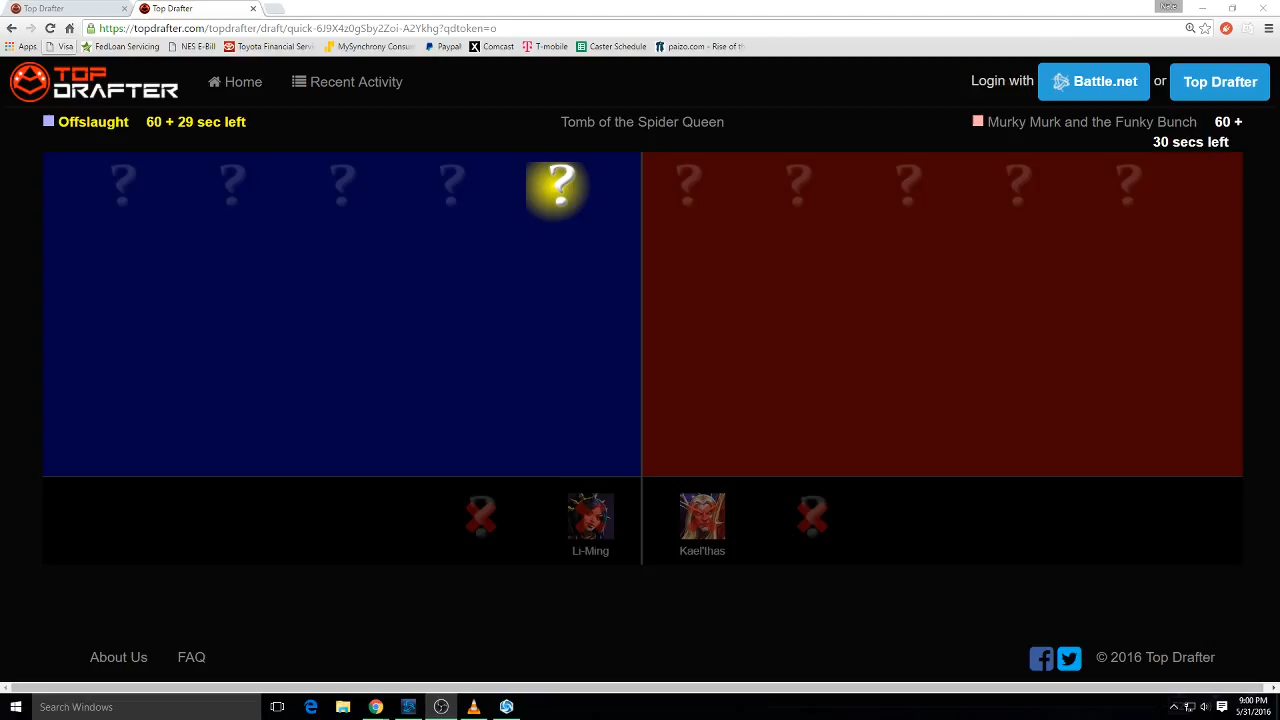 Top Drafter
Top Drafter
Nate
https://topdrafter.com/topdrafter/draft/quick-6J9X4z0gSby2Zoi-A2Ykhg?qdtoken=o
Apps
Visa
FedLoan Servicing
NES E-Bill
Toyota Financial Servi
MySynchrony Consum
Paypal
Comcast
T-mobile
Caster Schedule
paizo.com - Rise of th
TOP DRAFTER
Home
Recent Activity
Login with Battle.net or Top Drafter
Offslaught 60 + 29 sec left
Tomb of the Spider Queen
Murky Murk and the Funky Bunch 60 +
30 secs left
Li-Ming
Kael'thas
About Us
FAQ
© 2016 Top Drafter
Search Windows
9:00 PM
5/31/2016